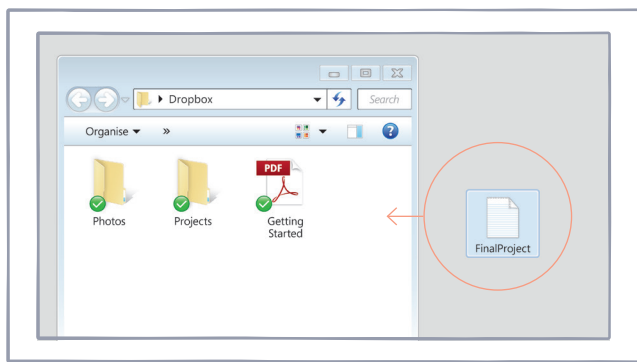 Dropbox
Search
Organise
»
PDF
Photos
Projects
Getting
Started
FinalProject